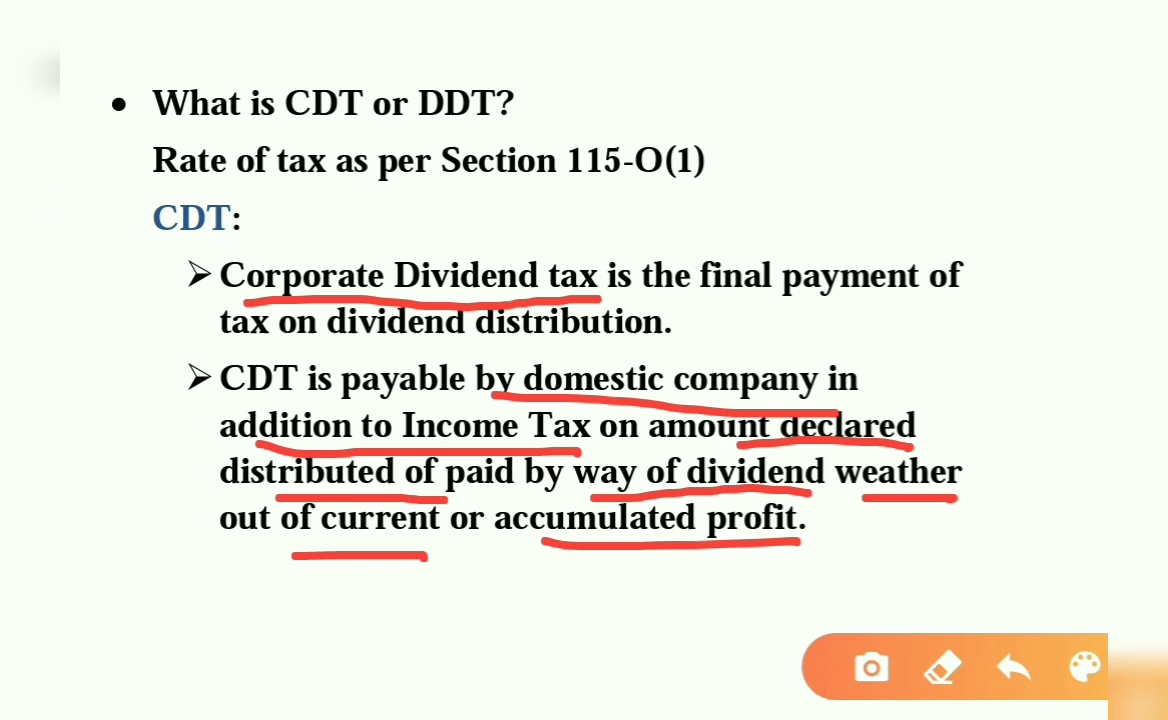 • What is CDT or DDT?
Rate of tax as per Section 115-O(1)
CDT:
➢ Corporate Dividend tax is the final payment of
tax on dividend distribution.
➢ CDT is payable by domestic company in
addition to Income Tax on amount declared
distributed of paid by way of dividend weather
out of current or accumulated profit.